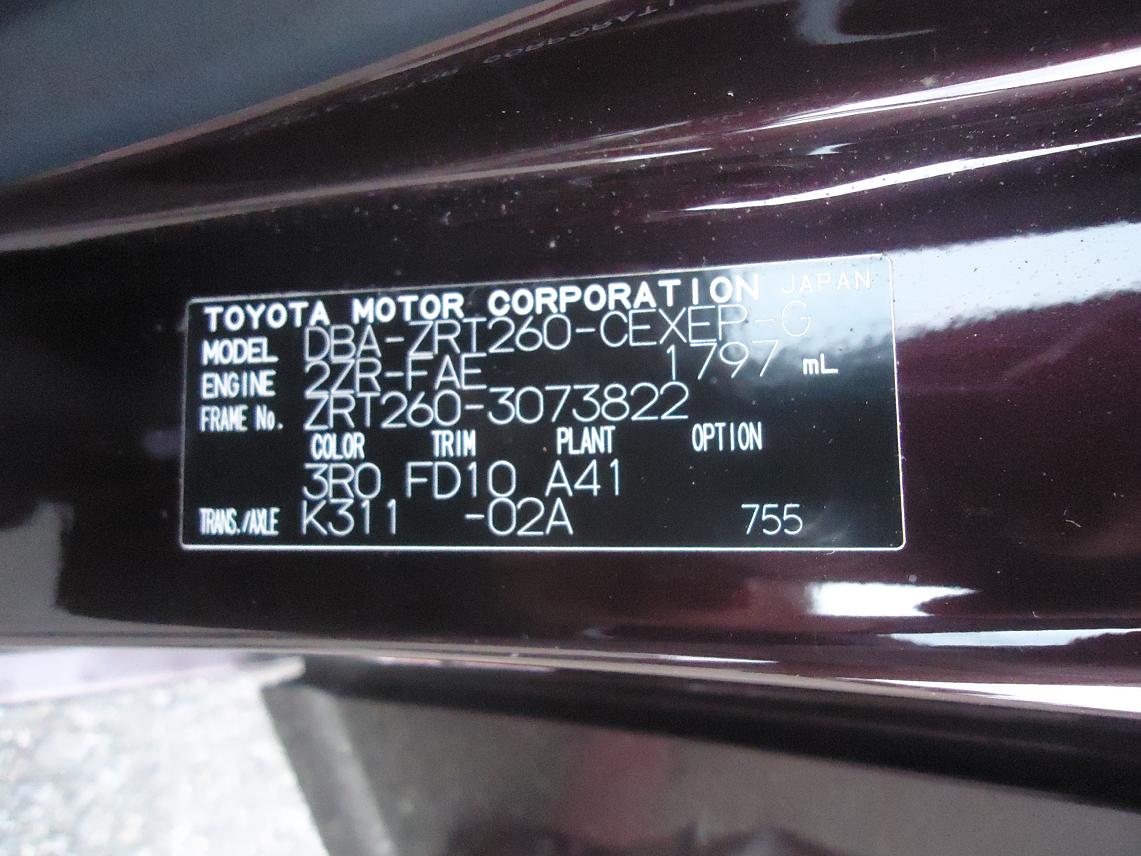 TOYOTA MOTOR CORPORATION JAPAN
MODEL DBA-ZRT260-CEXEP-G
ENGINE 2ZR-FAE 1797 mL
FRAME No. ZRT260-3073822
COLOR TRIM PLANT OPTION
3R0 FD10 A41
TRANS./AXLE K311 -02A 755